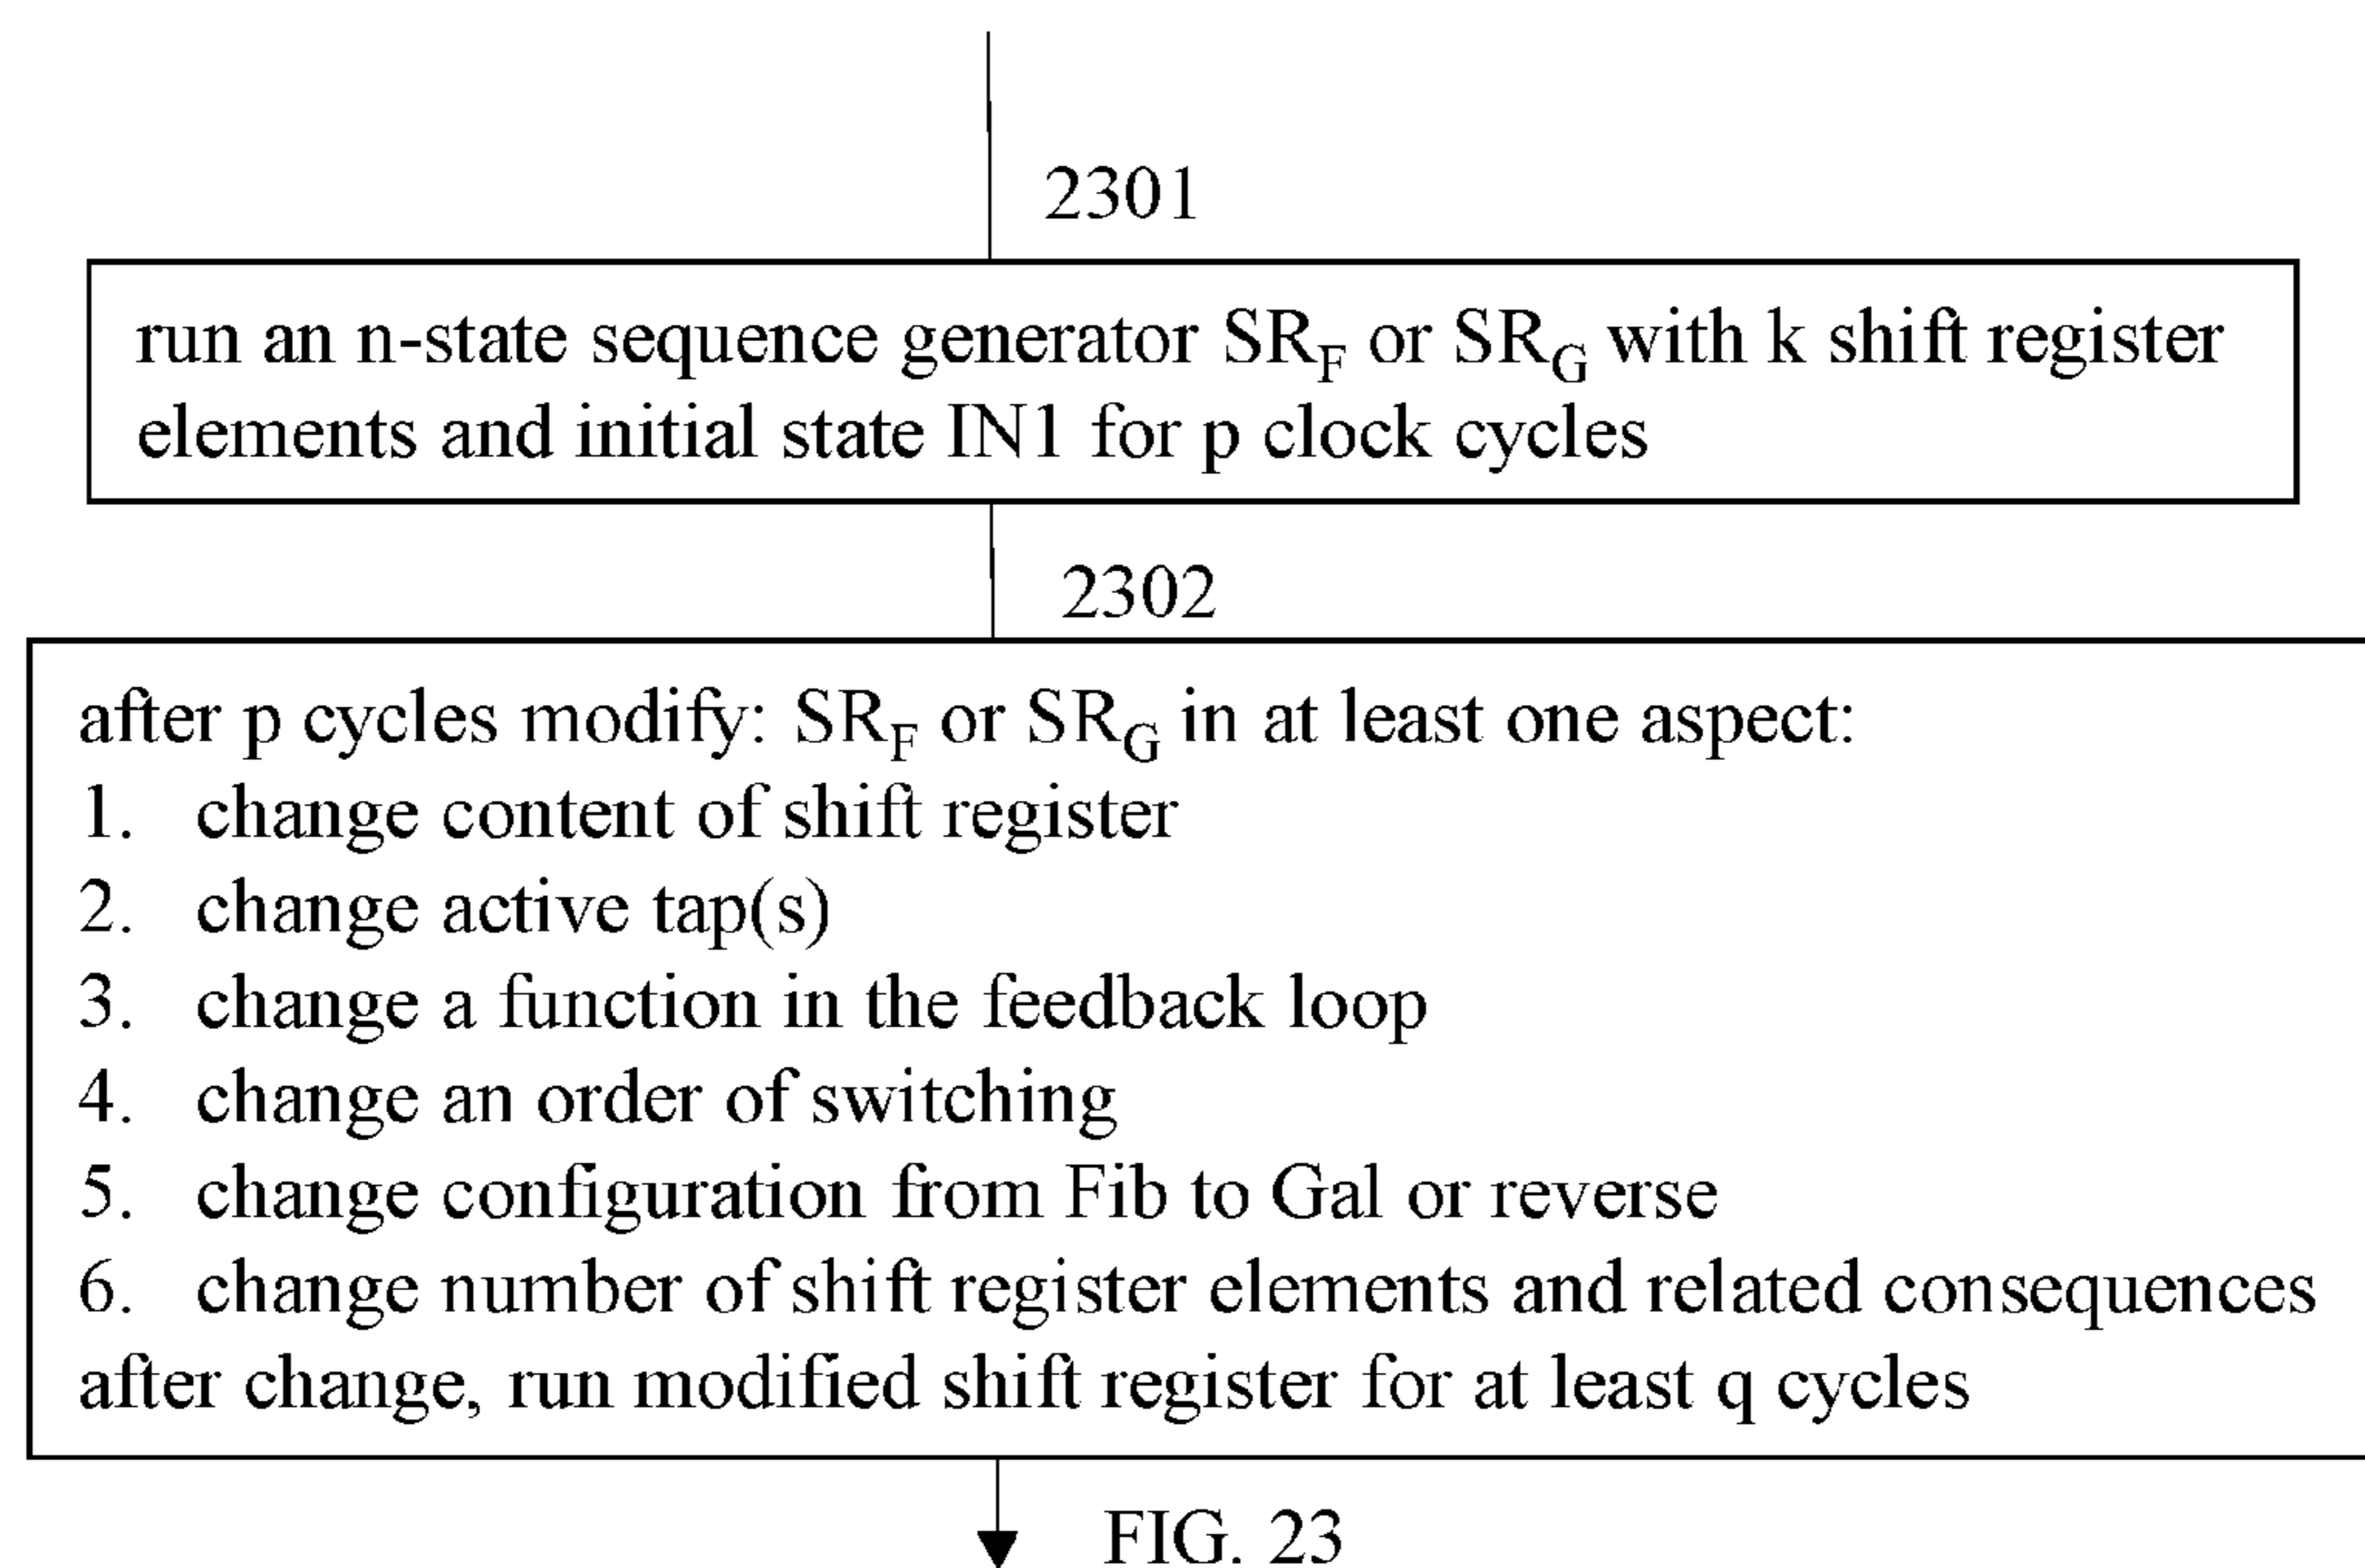 2301
run an n-state sequence generator SR_F or SR_G with k shift register
elements and initial state IN1 for p clock cycles
2302
after p cycles modify: SR_F or SR_G in at least one aspect:
1. change content of shift register
2. change active tap(s)
3. change a function in the feedback loop
4. change an order of switching
5. change configuration from Fib to Gal or reverse
6. change number of shift register elements and related consequences
after change, run modified shift register for at least q cycles
FIG. 23